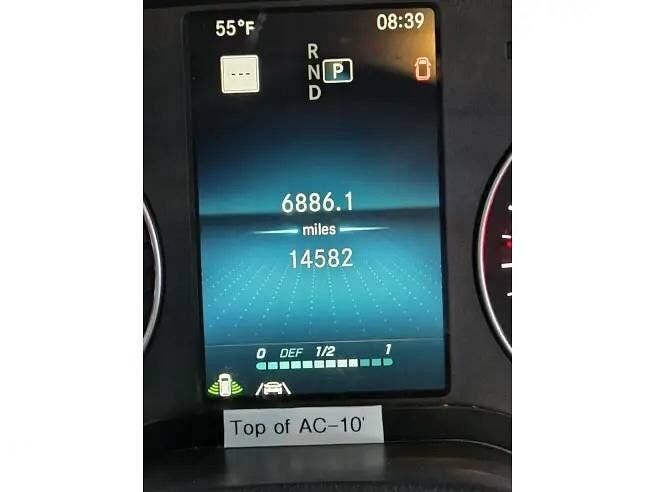 55°F 08:39
R
--- N P
D
6886.1
miles
14582
0 DEF 1/2 1
Top of AC-10'